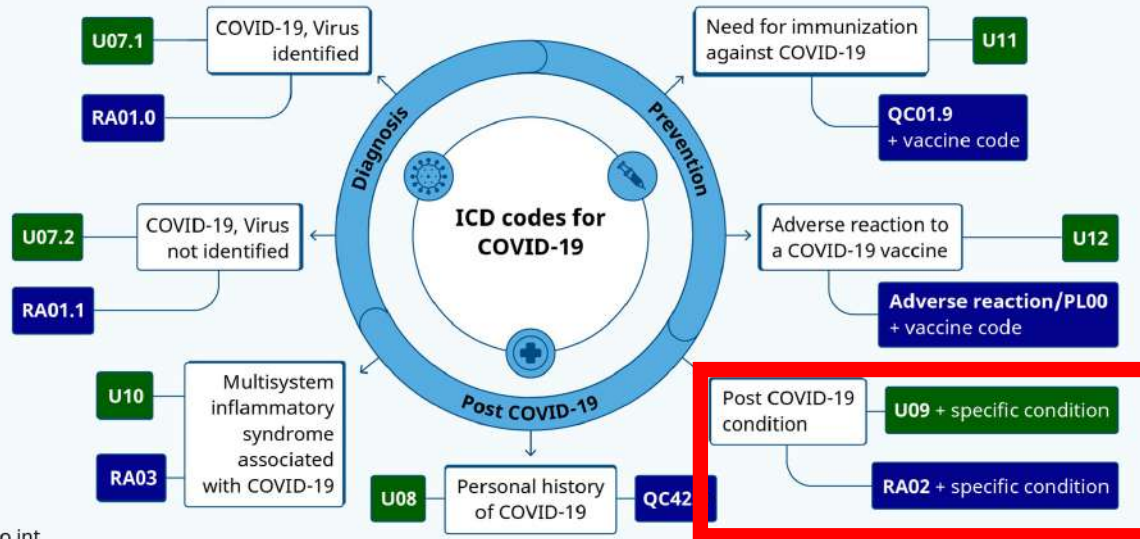 U07.1
COVID-19, Virus
identified
RA01.0
Need for immunization
against COVID-19
U11
QC01.9
+ vaccine code
Diagnosis
Prevention
Post COVID-19
ICD codes for
COVID-19
U07.2
COVID-19, Virus
not identified
RA01.1
Adverse reaction to
a COVID-19 vaccine
U12
Adverse reaction/PL00
+ vaccine code
U10
Multisystem
inflammatory
syndrome
associated
with COVID-19
RA03
U08
Personal history
of COVID-19
QC42
Post COVID-19
condition
U09 + specific condition
RA02 + specific condition